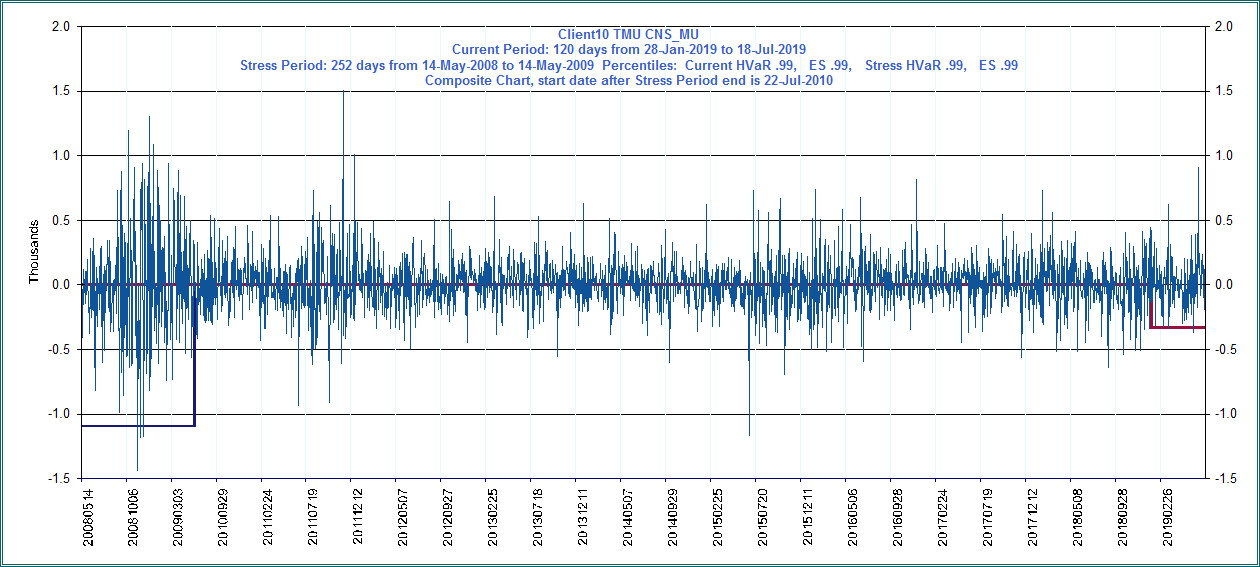 Client10 TMU CNS_MU
Current Period: 120 days from 28-Jan-2019 to 18-Jul-2019
Stress Period: 252 days from 14-May-2008 to 14-May-2009  Percentiles:  Current HVaR .99,   ES .99,    Stress HVaR .99,   ES .99
Composite Chart, start date after Stress Period end is 22-Jul-2010
2.0 2.0
1.5 1.5
1.0 1.0
0.5 0.5
0.0 0.0
-0.5 -0.5
-1.0 -1.0
-1.5 -1.5
Thousands
20080514 20081006 20090303 20100929 20110224 20110719 20111212 20120507 20120927 20130225 20130718 20131211 20140507 20140929 20150225 20150720 20151211 20160506 20160928 20170224 20170719 20171212 20180508 20180928 20190226